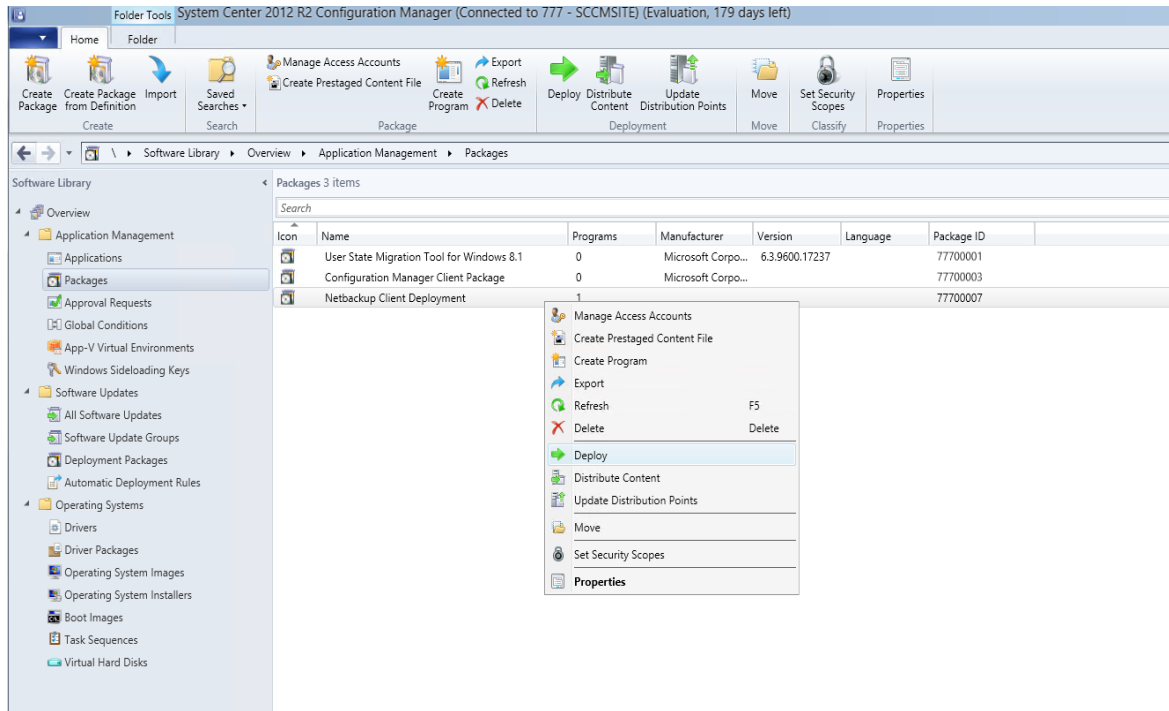 Folder Tools System Center 2012 R2 Configuration Manager (Connected to 777 - SCCMSITE) (Evaluation, 179 days left)
Home Folder
Manage Access Accounts
Create Prestaged Content File
Export
Refresh
Delete
Create Package
Create Package from Definition
Import
Saved Searches
Create Program
Deploy
Distribute Content
Update Distribution Points
Move
Set Security Scopes
Properties
Create Search Package Deployment Move Classify Properties
\ Software Library Overview Application Management Packages
Software Library
Overview
Application Management
Applications
Packages
Approval Requests
Global Conditions
App-V Virtual Environments
Windows Sideloading Keys
Software Updates
All Software Updates
Software Update Groups
Deployment Packages
Automatic Deployment Rules
Operating Systems
Drivers
Driver Packages
Operating System Images
Operating System Installers
Boot Images
Task Sequences
Virtual Hard Disks
Packages 3 items
Search
Icon Name Programs Manufacturer Version Language Package ID
User State Migration Tool for Windows 8.1 0 Microsoft Corpo... 6.3.9600.17237 77700001
Configuration Manager Client Package 0 Microsoft Corpo... 77700003
Netbackup Client Deployment 1 77700007
Manage Access Accounts
Create Prestaged Content File
Create Program
Export
Refresh F5
Delete Delete
Deploy
Distribute Content
Update Distribution Points
Move
Set Security Scopes
Properties